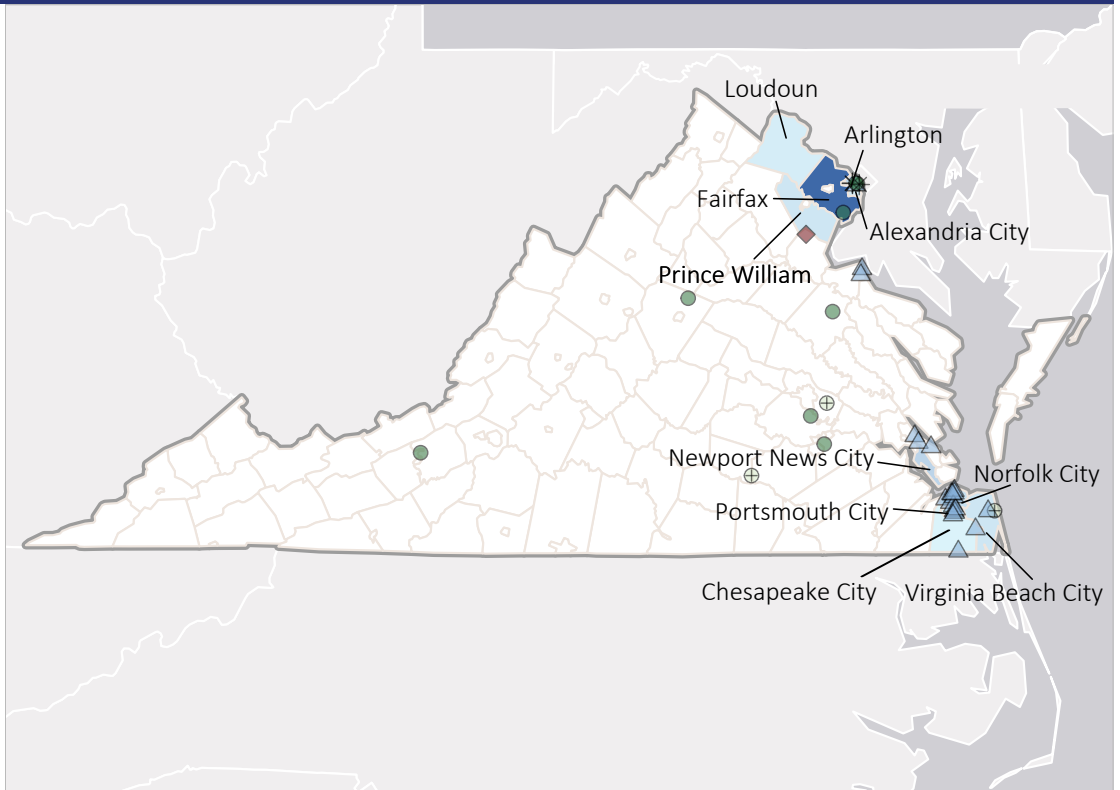 Loudoun
Arlington
Fairfax
Alexandria City
Prince William
Newport News City
Norfolk City
Portsmouth City
Chesapeake City
Virginia Beach City